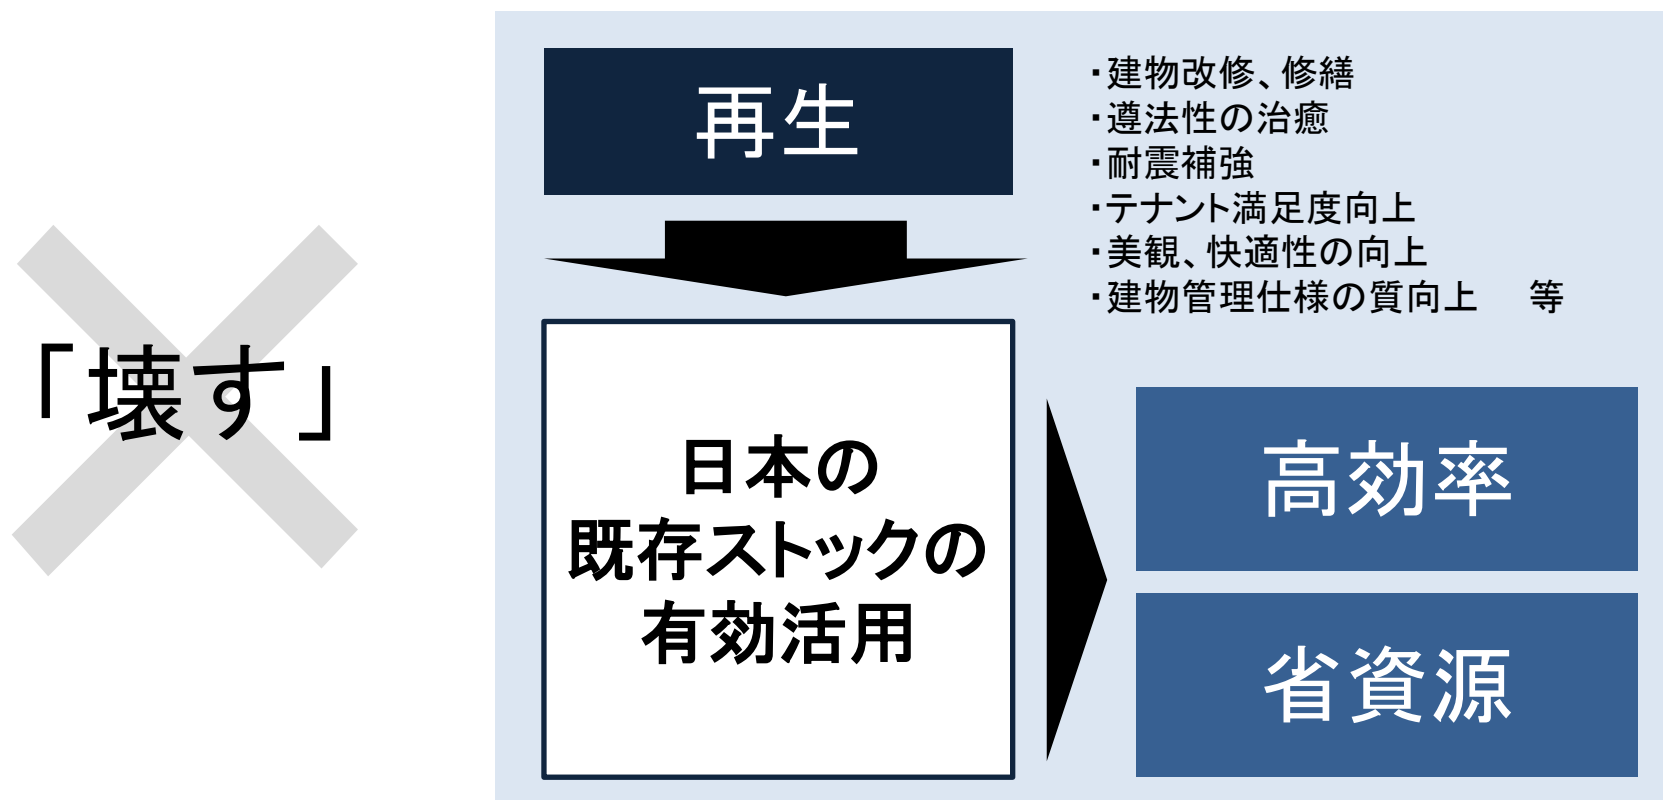 「壊す」
再生
・建物改修、修繕
・遵法性の治癒
・耐震補強
・テナント満足度向上
・美観、快適性の向上
・建物管理仕様の質向上　等
日本の
既存ストックの
有効活用
高効率
省資源